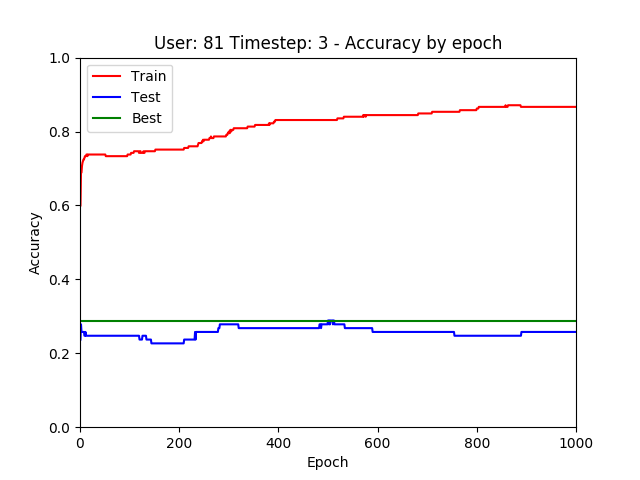 User: 81 Timestep: 3 - Accuracy by epoch
1.0
0.8
0.6
0.4
0.2
0.0
Accuracy
Train
Test
Best
0 200 400 600 800 1000
Epoch